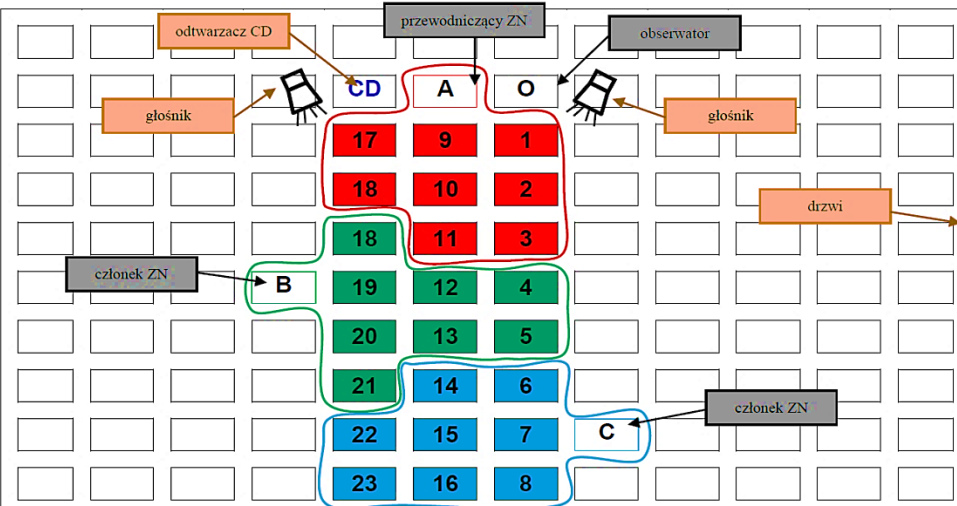 przewodniczący ZN
odtwarzacz CD
obserwator
CD A O
głośnik
głośnik
17 9 1
18 10 2
drzwi
18 11 3
członek ZN
B 19 12 4
20 13 5
21 14 6
członek ZN
22 15 7 C
23 16 8